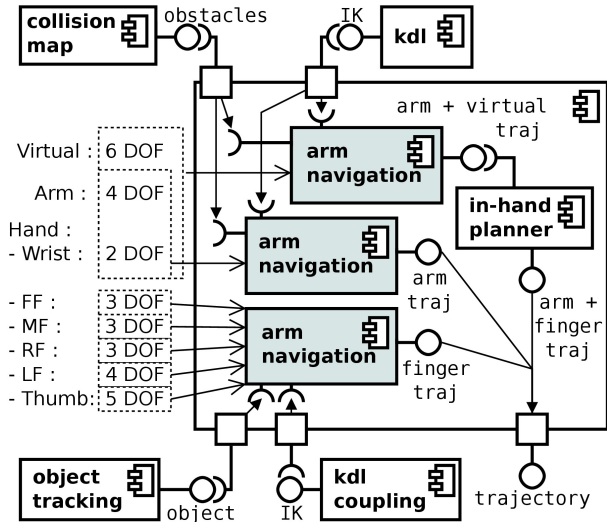 collision
map
obstacles
IK
kdl
arm + virtual
traj
Virtual :
6 DOF
arm
navigation
Arm :
4 DOF
in-hand
planner
Hand :
- Wrist :
2 DOF
arm
navigation
arm
traj
arm +
finger
traj
- FF :
3 DOF
- MF :
3 DOF
- RF :
3 DOF
- LF :
4 DOF
- Thumb:
5 DOF
arm
navigation
finger
traj
object
tracking
object
IK
kdl
coupling
trajectory